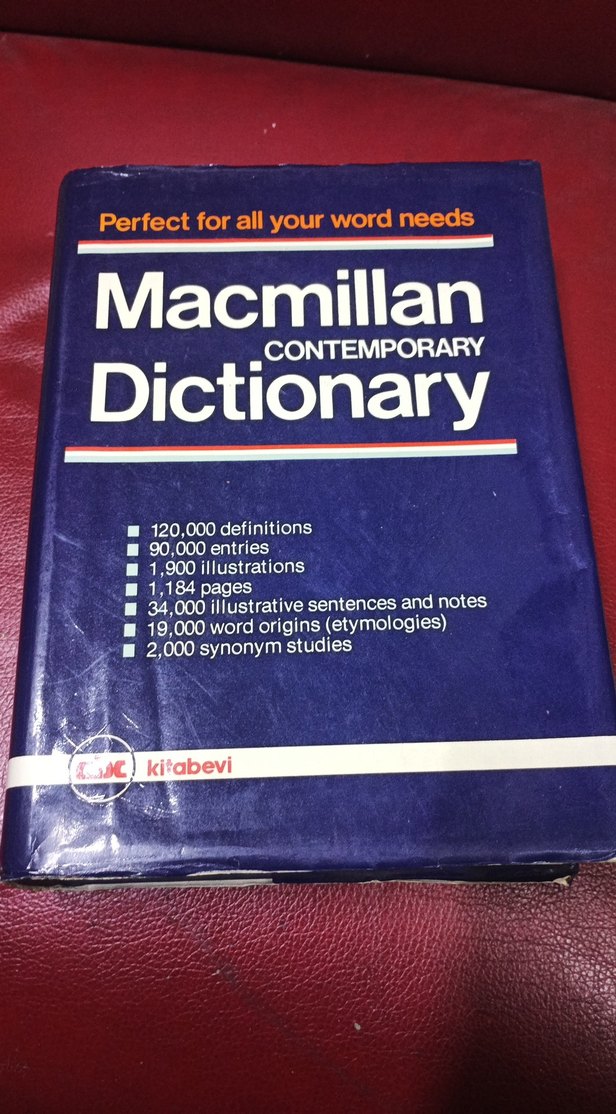 Perfect for all your word needs
Macmillan
CONTEMPORARY
Dictionary
120,000 definitions
90,000 entries
1,900 illustrations
1,184 pages
34,000 illustrative sentences and notes
19,000 word origins (etymologies)
2,000 synonym studies
kitabevi